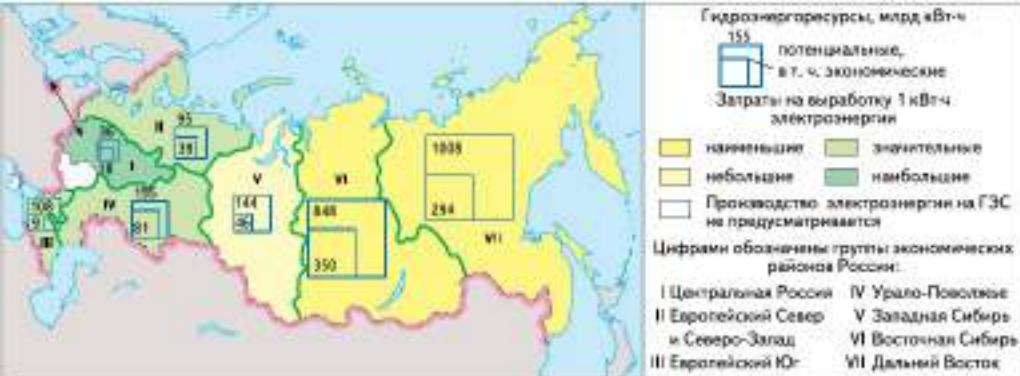 II
95
39
I
V
VI
1008
144
46
IV
81
108
III
848
350
294
VII
Гидроэнергоресурсы, млрд кВт·ч
155
потенциальные,
в т. ч. экономические
Затраты на выработку 1 кВт·ч
электроэнергии
наименьшие
значительные
небольшие
наибольшие
Производство электроэнергии на ГЭС
не предусматривается
Цифрами обозначены группы экономических
районов России:
I Центральная Россия
IV Урало-Поволжье
II Европейский Север
V Западная Сибирь
и Северо-Запад
VI Восточная Сибирь
III Европейский Юг
VII Дальний Восток